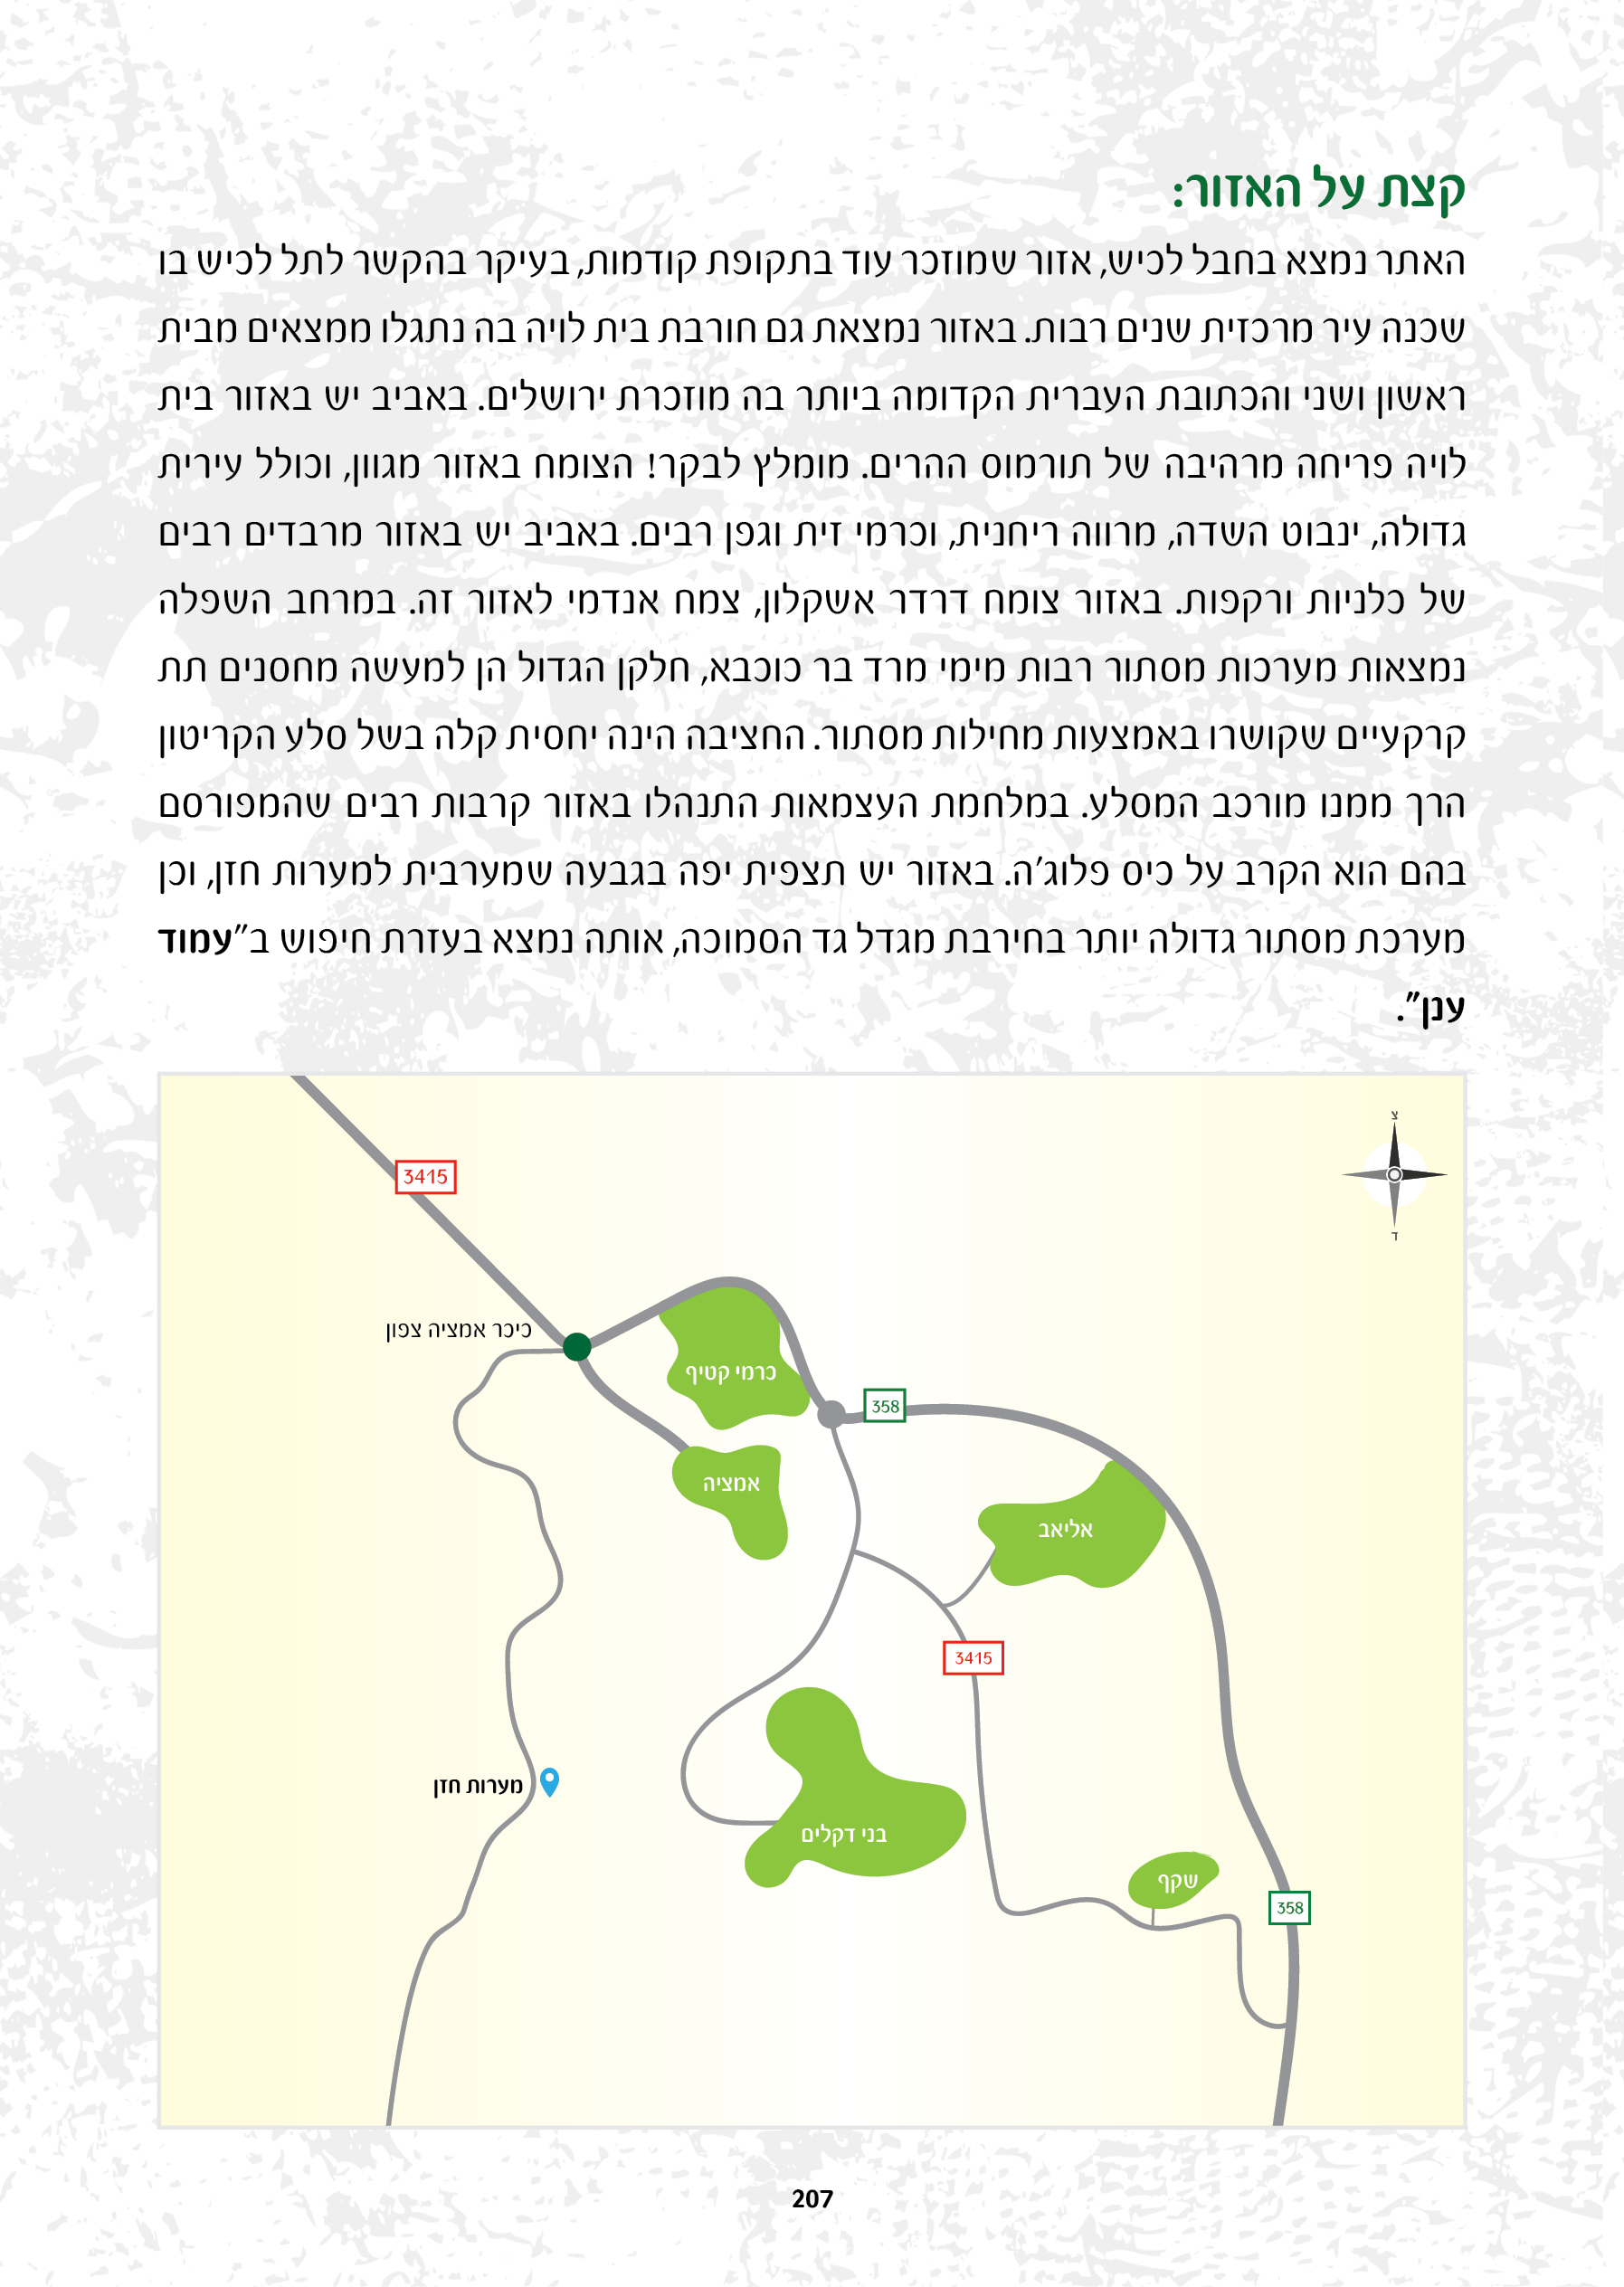 קצת על האזור:
האתר נמצא בחבל לכיש, אזור שמוזכר עוד בתקופת קודמות, בעיקר בהקשר לתל לכיש בו
שכנה עיר מרכזית שנים רבות. באזור נמצאת גם חורבת בית לויה בה נתגלו ממצאים מבית
ראשון ושני והכתובת העברית הקדומה ביותר בה מוזכרת ירושלים. באביב יש באזור בית
לויה פריחה מרהיבה של תורמוס ההרים. מומלץ לבקר! הצומח באזור מגוון, וכולל עירית
גדולה, ינבוט השדה, מרווה ריחנית, וכרמי זית וגפן רבים. באביב יש באזור מרבדים רבים
של כלניות ורקפות. באזור צומח דרדר אשקלון, צמח אנדמי לאזור זה. במרחב השפלה
נמצאות מערכות מסתור רבות מימי מרד בר כוכבא, חלקן הגדול הן למעשה מחסנים תת
קרקעיים שקושרו באמצעות מחילות מסתור. החציבה הינה יחסית קלה בשל סלע הקריטון
הרך ממנו מורכב המסלע. במלחמת העצמאות התנהלו באזור קרבות רבים שהמפורסם
בהם הוא הקרב על כיס פלוג'ה. באזור יש תצפית יפה בגבעה שמערבית למערות חזן, וכן
מערכת מסתור גדולה יותר בחירבת מגדל גד הסמוכה, אותה נמצא בעזרת חיפוש ב"עמוד
ענן".
צ
3415
ד
כיכר אמציה צפון
כרמי קטיף
358
אמציה
אליאב
3415
מערות חזן
בני דקלים
שקף
358
207